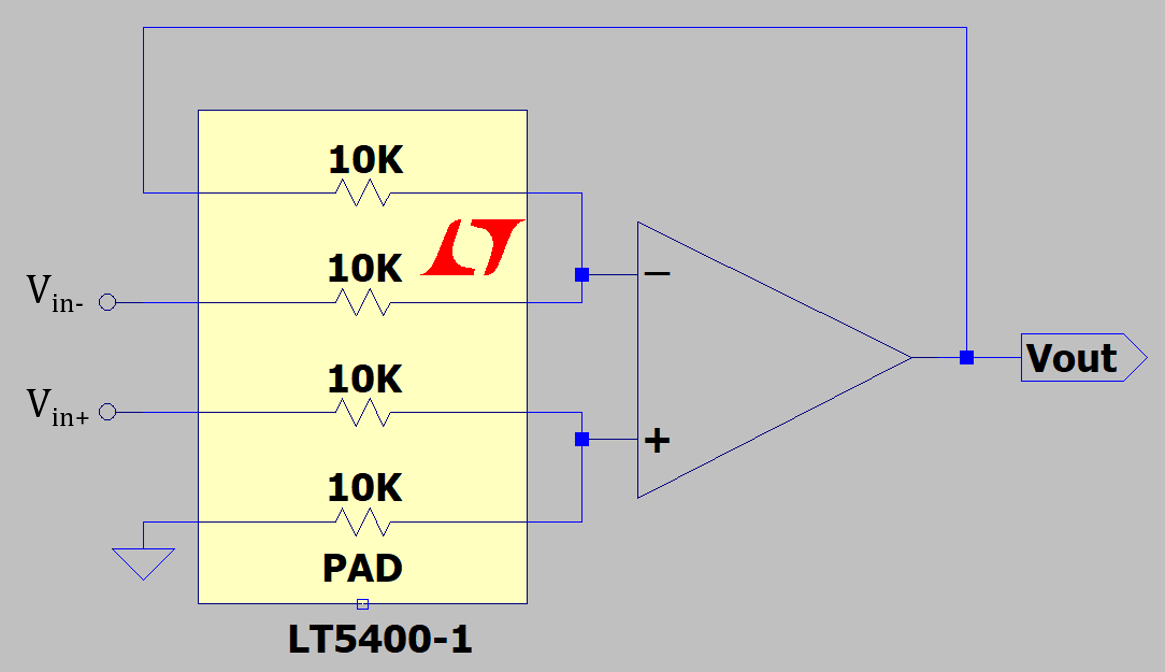 10K
10K
V in-
10K
V in+
10K
PAD
LT5400-1
−
+
Vout